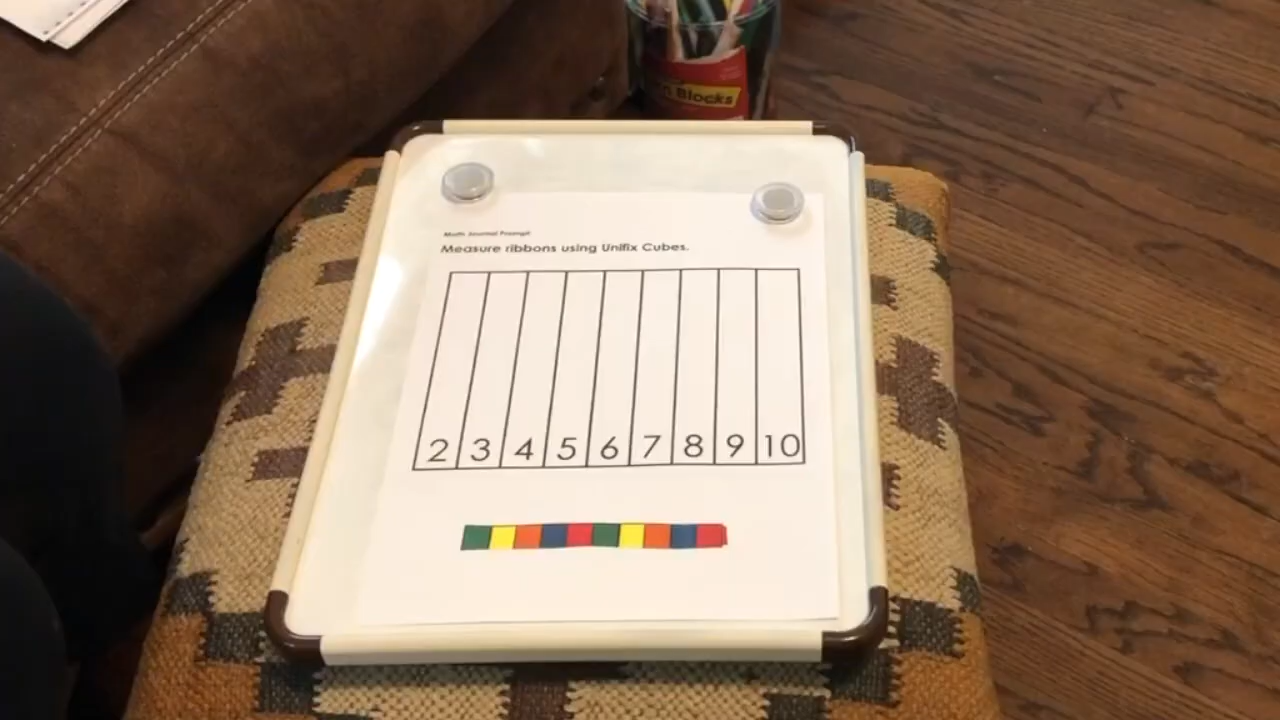 Blocks
Math Journal Prompt
Measure ribbons using Unifix Cubes.
2 3 4 5 6 7 8 9 10